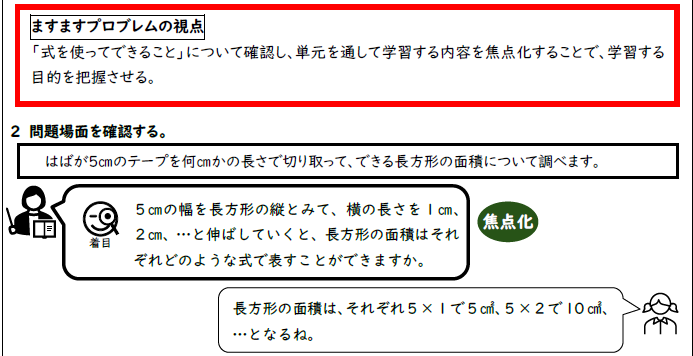 ますますプロブレムの視点
「式を使ってできること」について確認し、単元を通して学習する内容を焦点化することで、学習する
目的を把握させる。
2 問題場面を確認する。
はばが5㎝のテープを何㎝かの長さで切り取って、できる長方形の面積について調べます。
5㎝の幅を長方形の縦とみて、横の長さを1㎝、
2㎝、…と伸ばしていくと、長方形の面積はそれ
ぞれどのような式で表すことができますか。
着目
焦点化
長方形の面積は、それぞれ5×1で5㎠、5×2で10㎠、
…となるね。